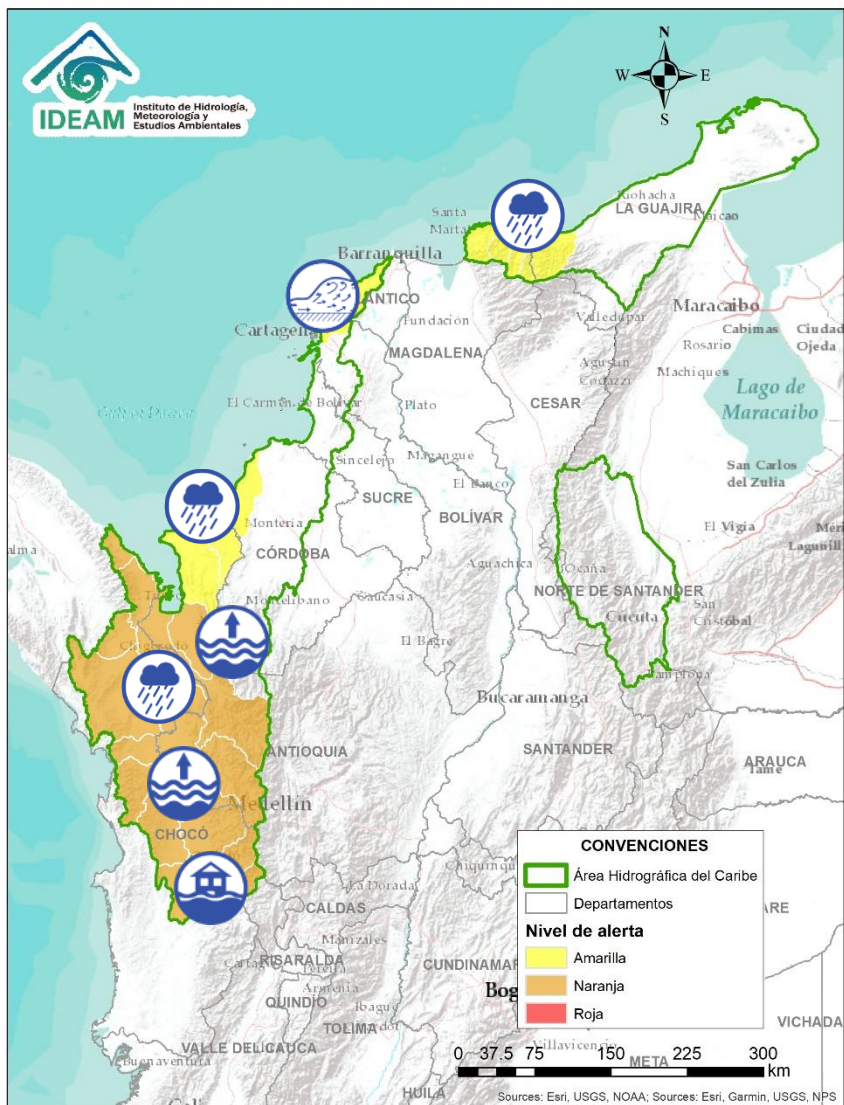 IDEAM
Instituto de Hidrología,
Meteorología y
Estudios Ambientales
N
W
E
S
Riohacha
LA GUAJIRA
Maicao
Santa
Marta
Barranquilla
Maracaibo
Cabimas
Ciudad
Ojeda
ÁNTICO
Cartagena
Fundación
Valledupar
Rosario
MAGDALENA
Machiques
Agustín
Codazzi
Lago de
Maracaibo
El Carmen de Bolívar
Plato
CESAR
Sincelejo
Magangué
San Carlos
del Zulia
SUCRE
El Banco
BOLÍVAR
Montería
El Vigía
CÓRDOBA
Aguachica
Ocaña
Montelíbano
Caucasia
NORTE DE SANTANDER
Cúcuta
San
Cristóbal
El Bagre
Bucaramanga
ANTIOQUIA
SANTANDER
ARAUCA
Tame
Medellín
CHOCÓ
La Dorada
CALDAS
Manizales
RISARALDA
Pereira
Armenia
QUINDÍO
Ibagué
TOLIMA
VALLE DEL CAUCA
Buenaventura
HUILA
Villavicencio
META
VICHADA
CONVENCIONES
Área Hidrográfica del Caribe
Departamentos
Nivel de alerta
Amarilla
Naranja
Roja
0 37.5 75 150 225 300
km
Sources: Esri, USGS, NOAA; Sources: Esri, Garmin, USGS, NPS